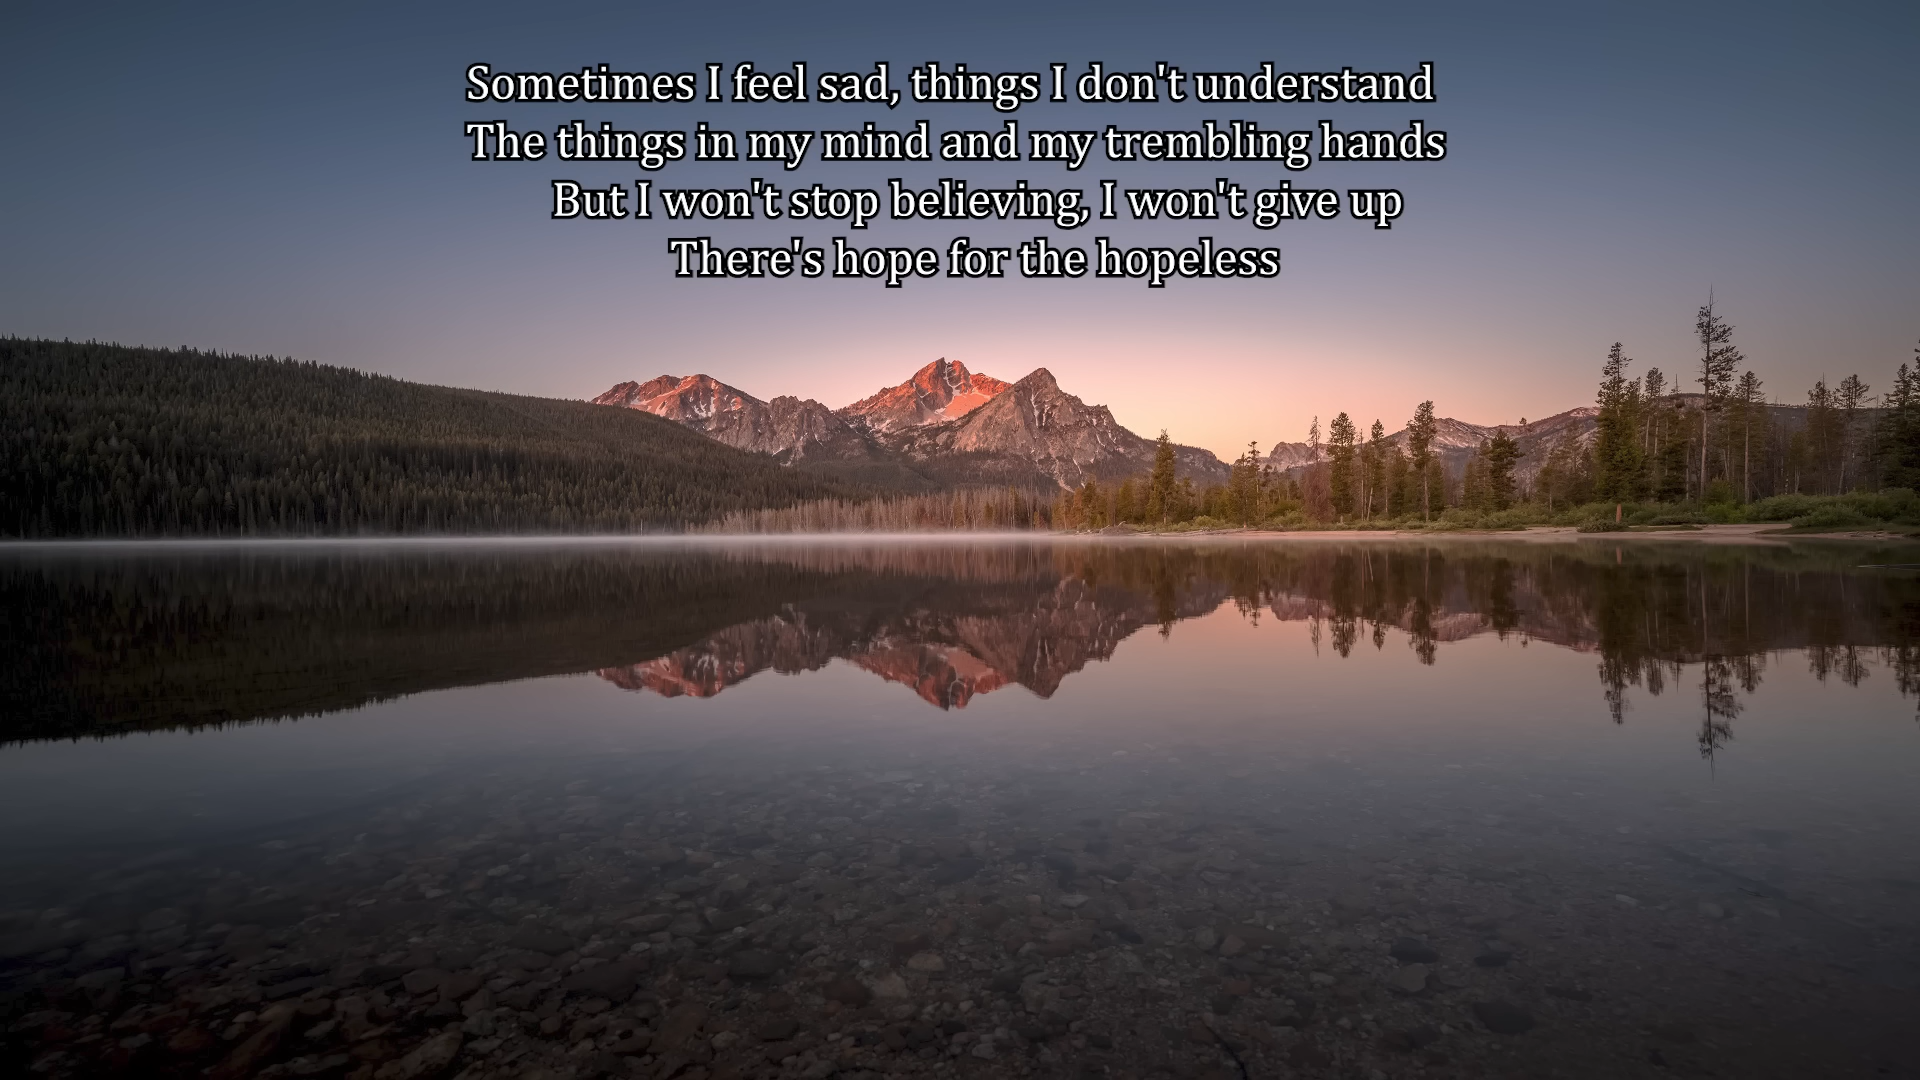 Sometimes I feel sad, things I don't understand
The things in my mind and my trembling hands
But I won't stop believing, I won't give up
There's hope for the hopeless